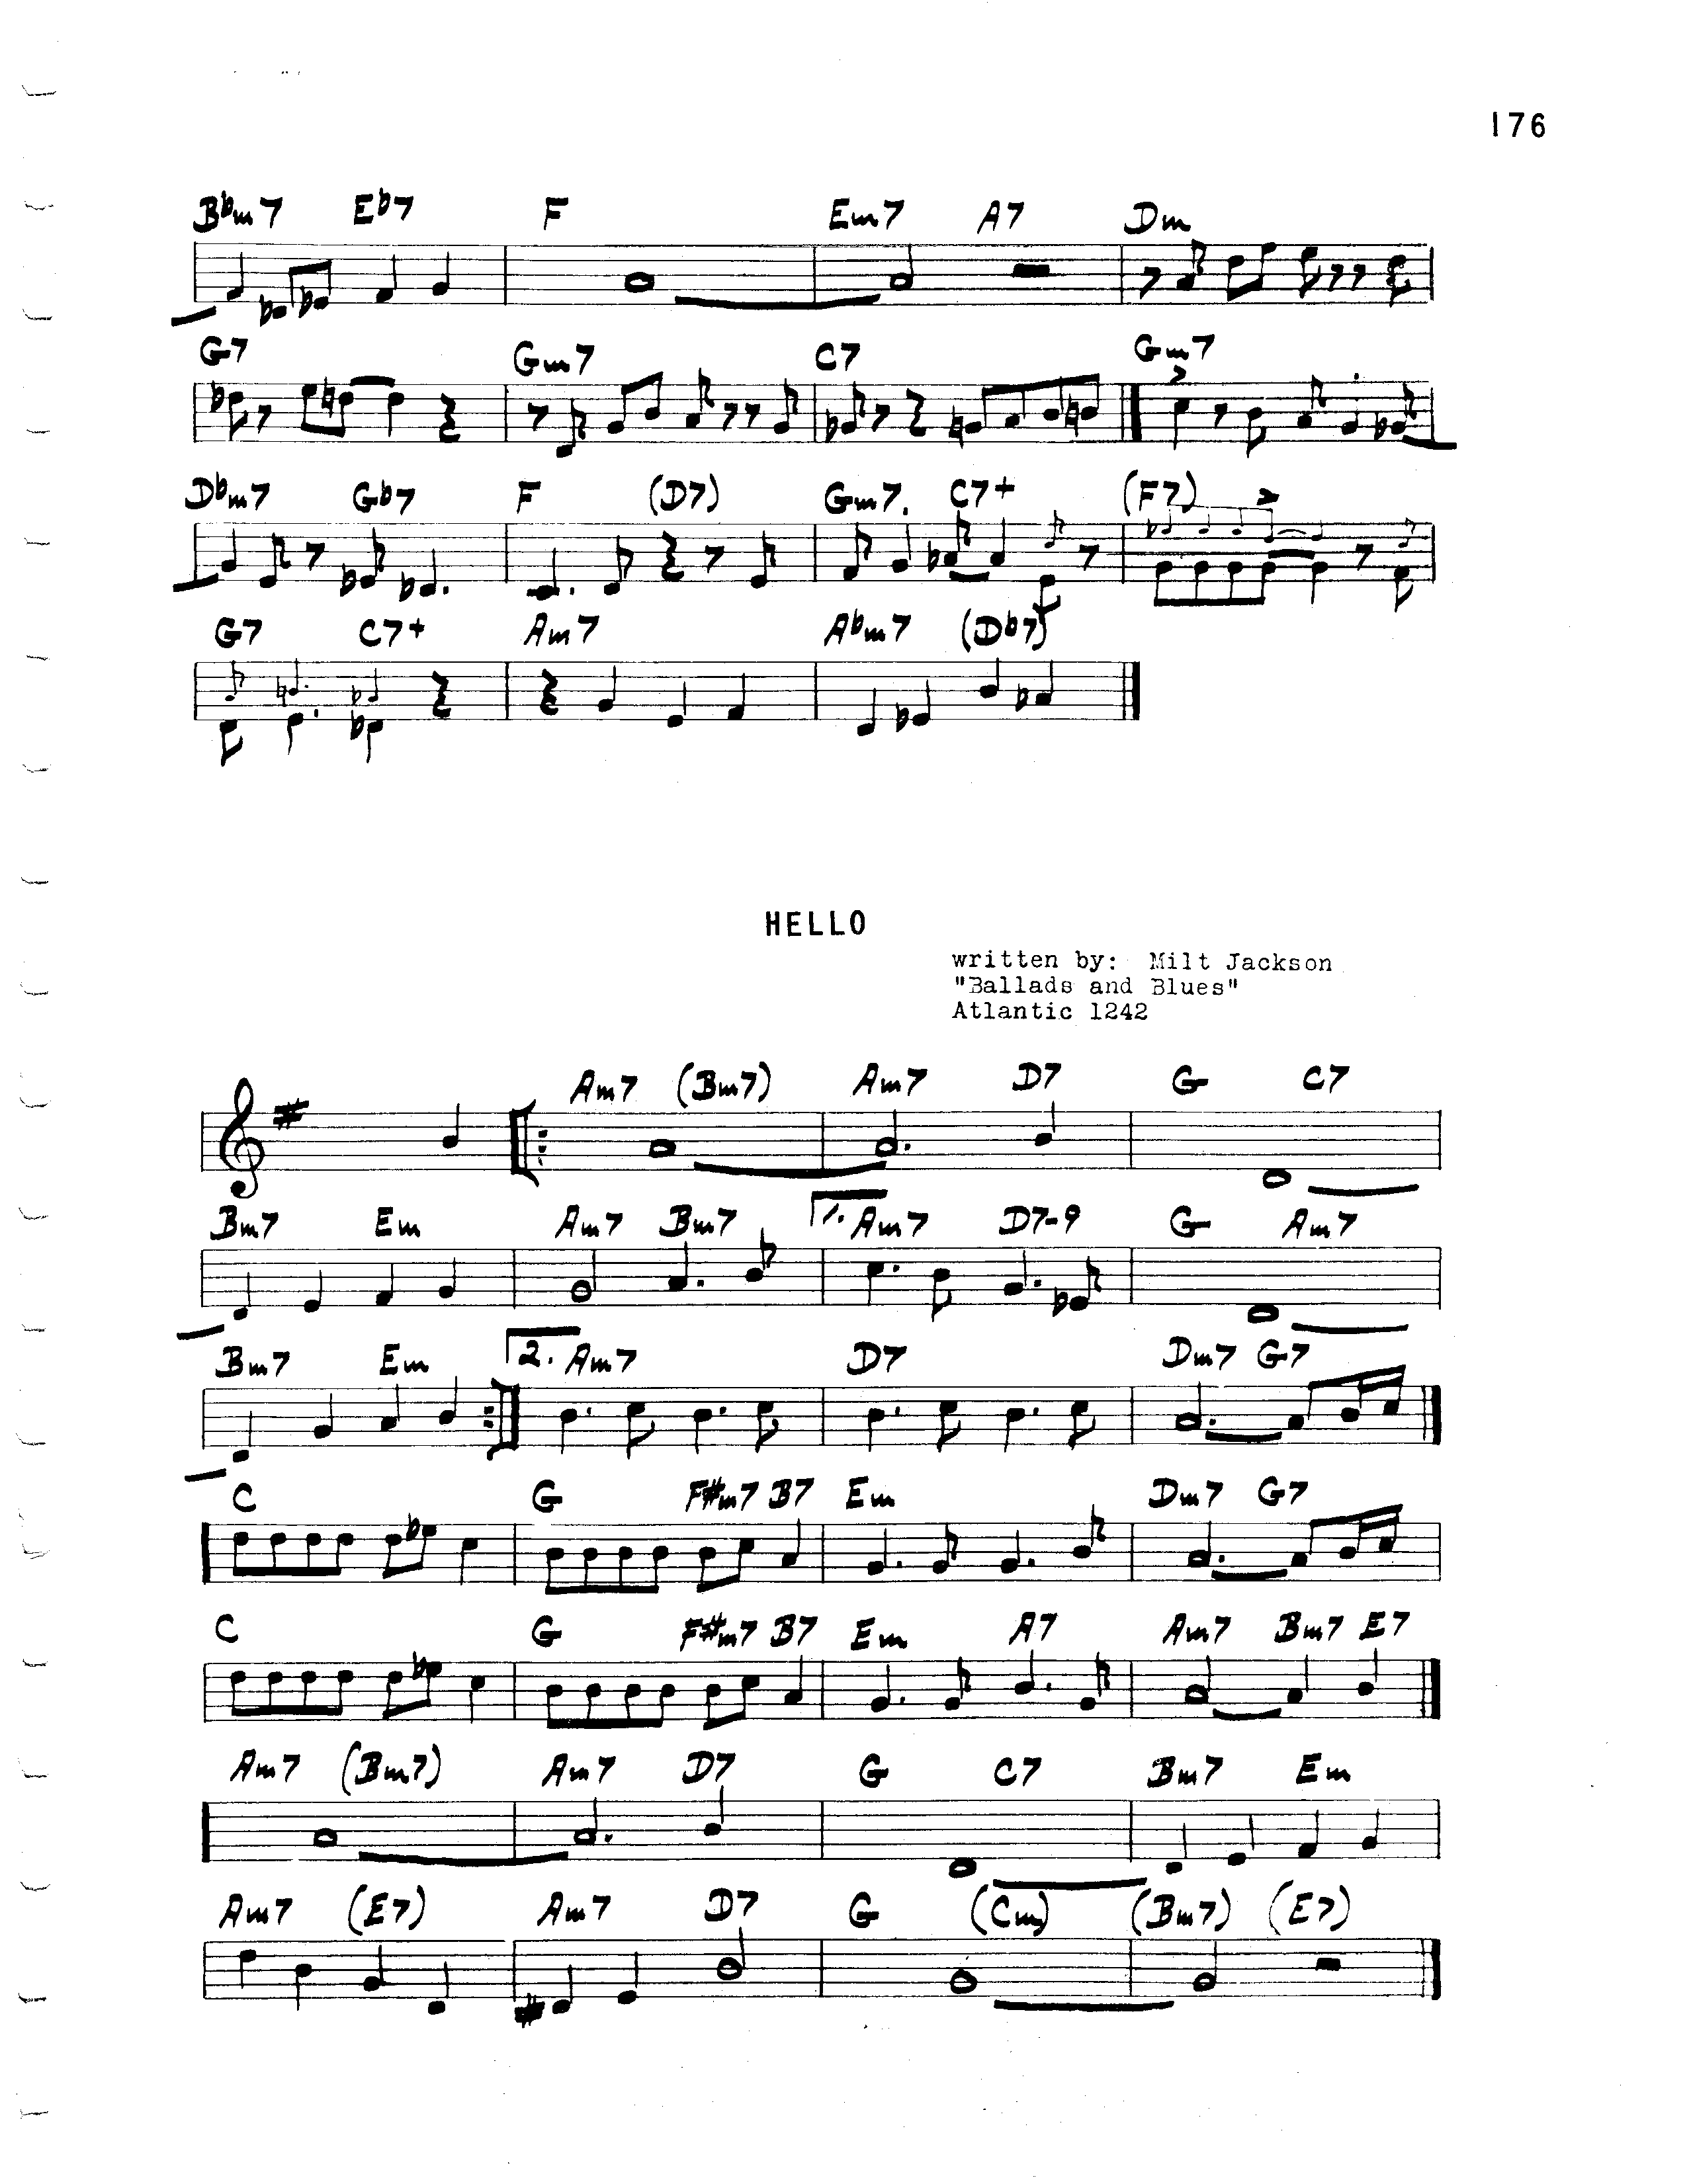 176
B♭m7 E♭7 F Em7 A7 Dm
G7 Gm7 C7 Gm7
D♭m7 G♭7 F (D7) Gm7 C7+ (F7)
G7 C7+ Am7 A♭m7 (D♭7)
HELLO
written by: Milt Jackson
"Ballads and Blues"
Atlantic 1242
Am7 (Bm7) Am7 D7 G C7
Bm7 Em Am7 Bm7 1. Am7 D7-9 G Am7
Bm7 Em 2. Am7 D7 Dm7 G7
C G F#m7 B7 Em Dm7 G7
C G F#m7 B7 Em A7 Am7 Bm7 E7
Am7 (Bm7) Am7 D7 G C7 Bm7 Em
Am7 (E7) Am7 D7 G (Cm) (Bm7) (E7)